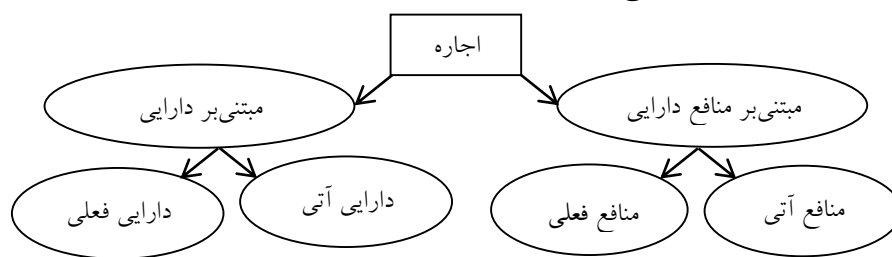 اجاره
مبتنی‌بر منافع دارایی
مبتنی‌بر دارایی
منافع آتی
منافع فعلی
دارایی آتی
دارایی فعلی